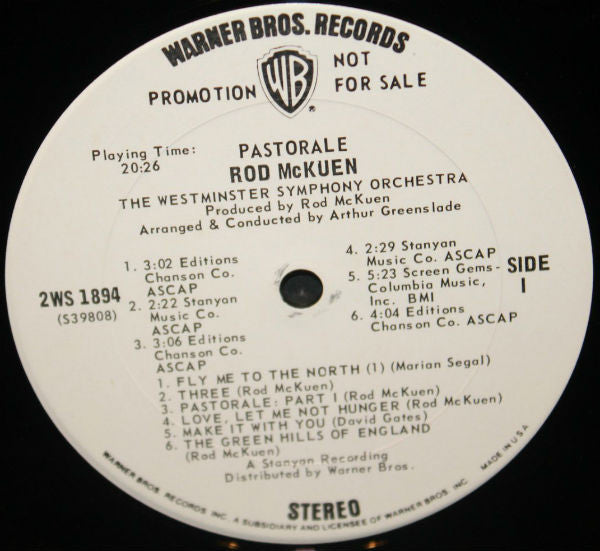 WARNER BROS. RECORDS
PROMOTION NOT FOR SALE
WB
®
Playing Time:
20:26
PASTORALE
ROD McKUEN
THE WESTMINSTER SYMPHONY ORCHESTRA
Produced by Rod McKuen
Arranged & Conducted by Arthur Greenslade
2WS 1894
(S39808)
1. 3:02 Editions
Chanson Co.
ASCAP
2. 2:22 Stanyan
Music Co.
ASCAP
3. 3:06 Editions
Chanson Co.
ASCAP
4. 2:29 Stanyan
Music Co. ASCAP
5. 5:23 Screen Gems-
Columbia Music,
Inc. BMI
6. 4:04 Editions
Chanson Co. ASCAP
SIDE
1
1. FLY ME TO THE NORTH (1) (Marian Segal)
2. THREE (Rod McKuen)
3. PASTORALE: PART I (Rod McKuen)
4. LOVE, LET ME NOT HUNGER (Rod McKuen)
5. MAKE IT WITH YOU (David Gates)
6. THE GREEN HILLS OF ENGLAND
(Rod McKuen)
A Stanyan Recording
Distributed by Warner Bros.
STEREO
WARNER BROS. RECORDS INC. A SUBSIDIARY AND LICENSEE OF WARNER BROS. INC. MADE IN U.S.A.